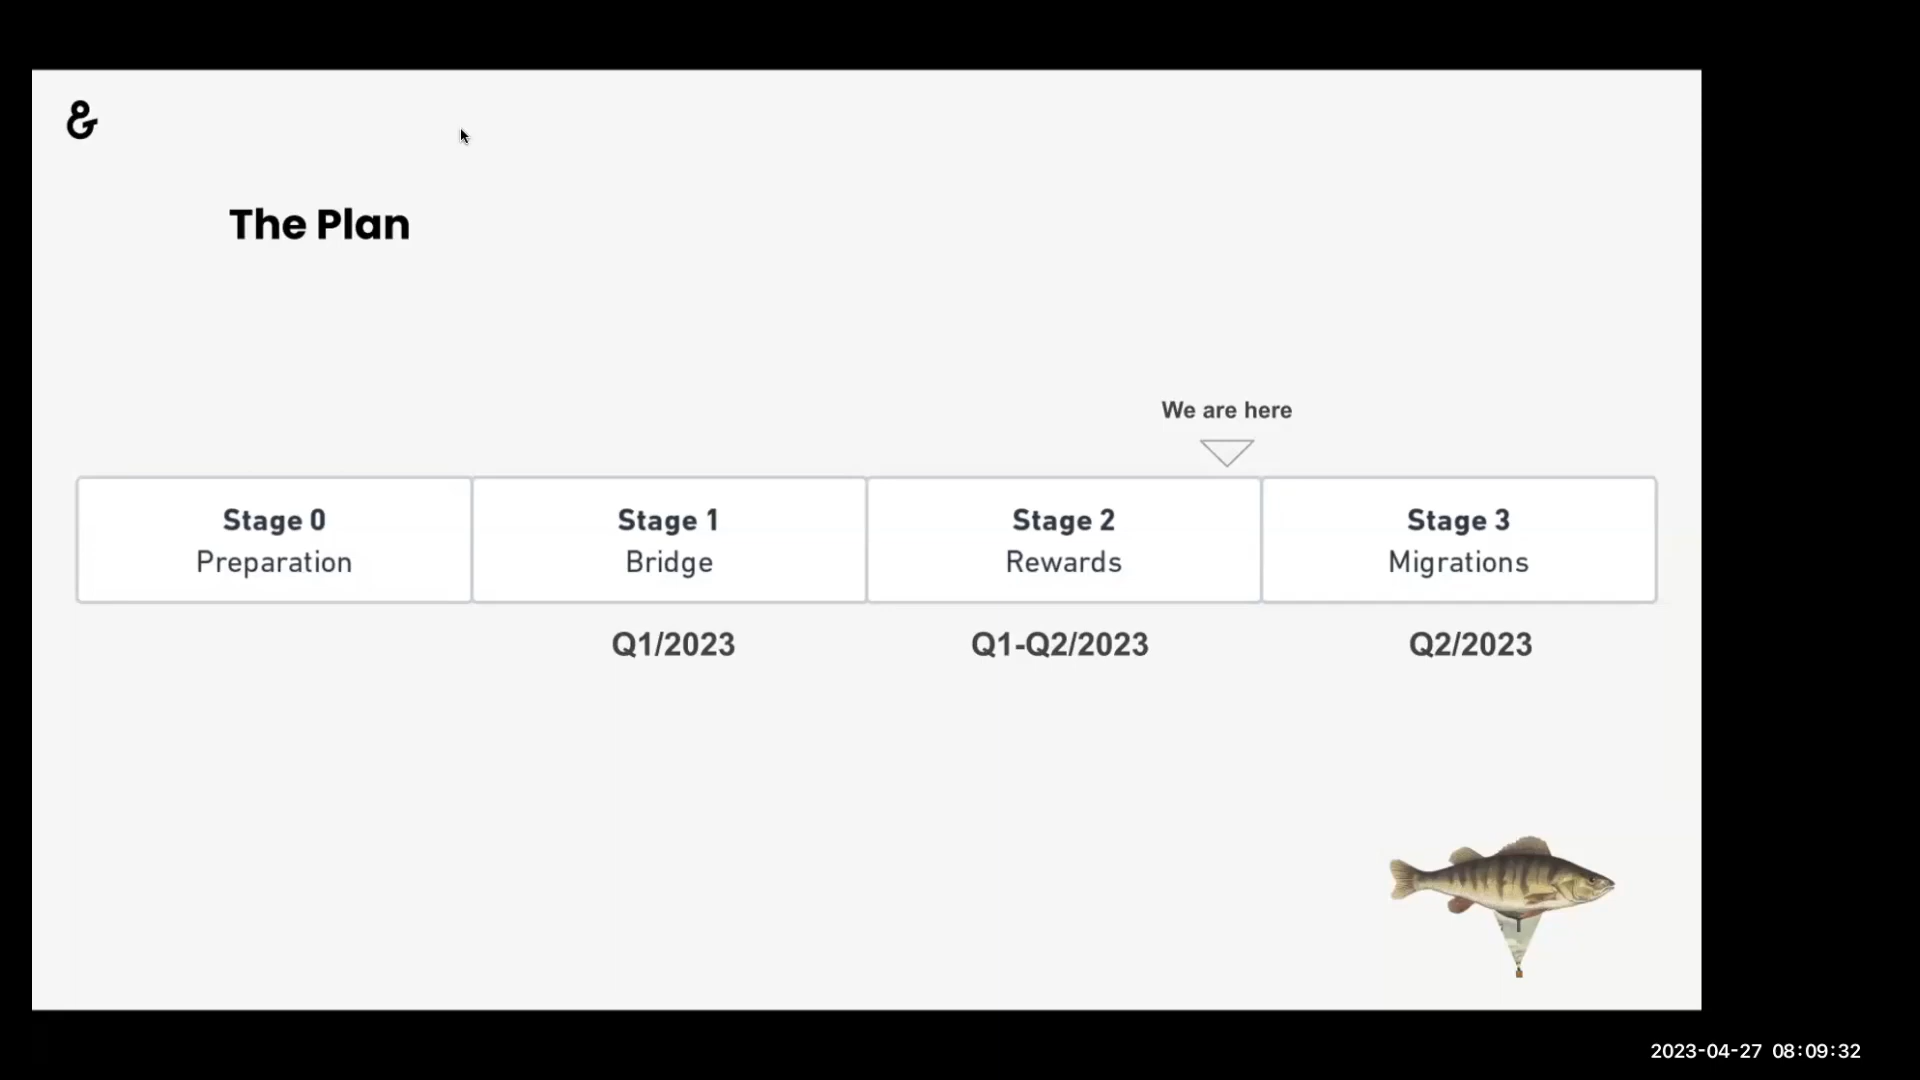 &
The Plan
We are here
Stage 0
Preparation
Stage 1
Bridge
Stage 2
Rewards
Stage 3
Migrations
Q1/2023
Q1-Q2/2023
Q2/2023
2023-04-27 08:09:32